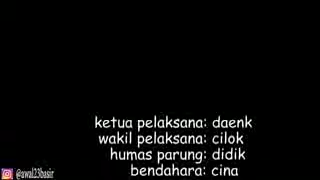 ketua pelaksana: daenk
wakil pelaksana: cilok
humas parung: didik
bendahara: cina
@awal23basir